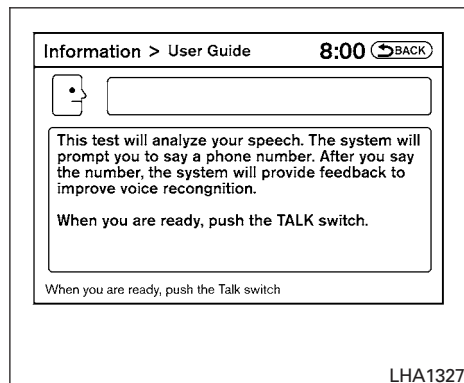 Information > User Guide 8:00 BACK
This test will analyze your speech. The system will
prompt you to say a phone number. After you say
the number, the system will provide feedback to
improve voice recongnition.
When you are ready, push the TALK switch.
When you are ready, push the Talk switch
LHA1327